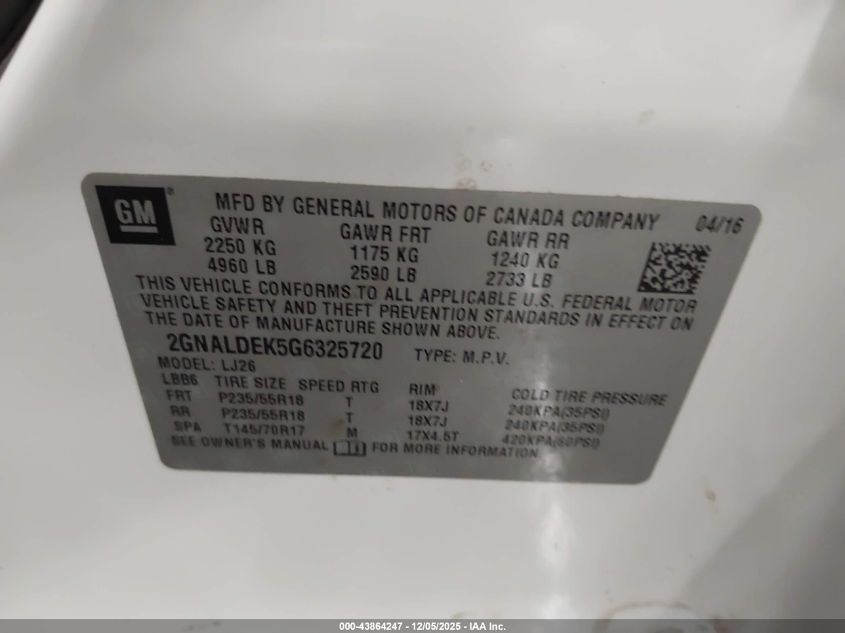 GM ®
MFD BY GENERAL MOTORS OF CANADA COMPANY 04/16
GVWR GAWR FRT GAWR RR
2250 KG 1175 KG 1240 KG
4960 LB 2590 LB 2733 LB
THIS VEHICLE CONFORMS TO ALL APPLICABLE U.S. FEDERAL MOTOR
VEHICLE SAFETY AND THEFT PREVENTION STANDARDS IN EFFECT ON
THE DATE OF MANUFACTURE SHOWN ABOVE.
2GNALDEK5G6325720 TYPE: M.P.V.
MODEL: LJ26
LBB6 TIRE SIZE SPEED RTG RIM COLD TIRE PRESSURE
FRT P235/55R18 T 18X7J 240KPA(35PSI)
RR P235/55R18 T 18X7J 240KPA(35PSI)
SPA T145/70R17 M 17X4.5T 420KPA(60PSI)
SEE OWNER'S MANUAL FOR MORE INFORMATION.
000-43864247 - 12/05/2025 - IAA Inc.